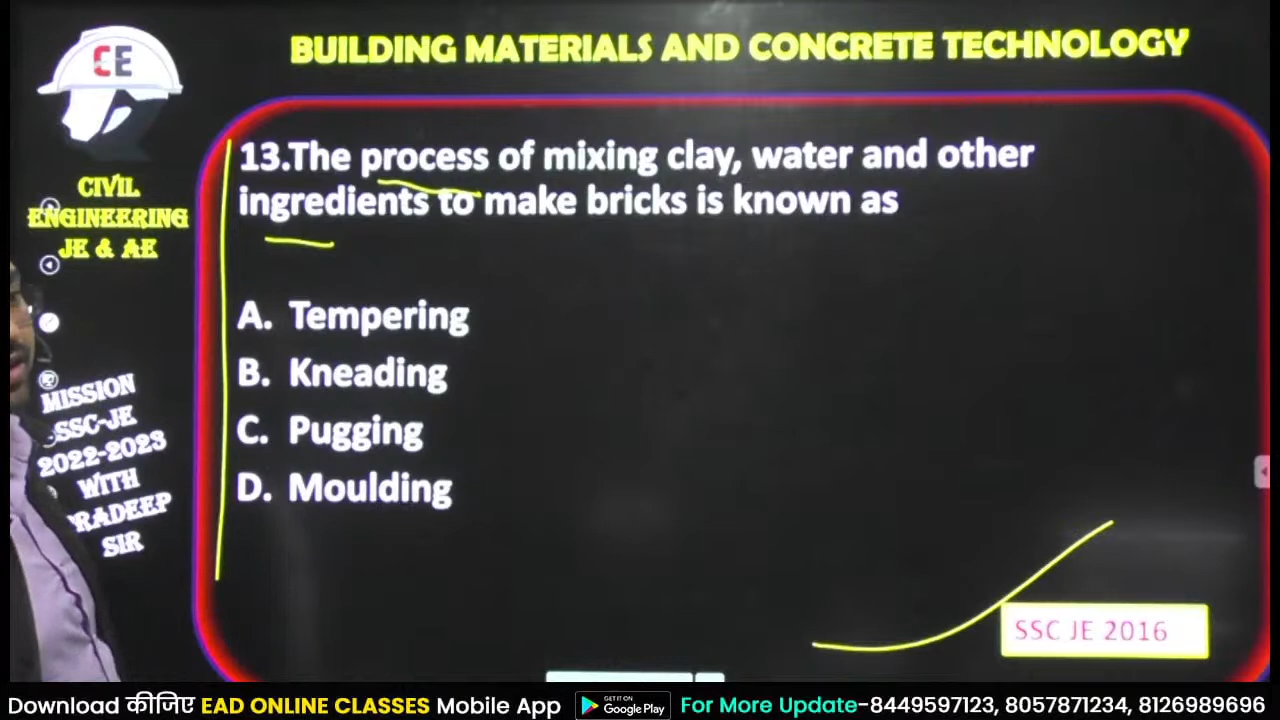 BUILDING MATERIALS AND CONCRETE TECHNOLOGY
CE
CIVIL
ENGINEERING
JE & AE
MISSION
SSC-JE
2022-2023
WITH
PRADEEP
SIR
13.The process of mixing clay, water and other
ingredients to make bricks is known as
A. Tempering
B. Kneading
C. Pugging
D. Moulding
SSC JE 2016
Download कीजिए EAD ONLINE CLASSES Mobile App GET IT ON Google Play For More Update-8449597123, 8057871234, 8126989696